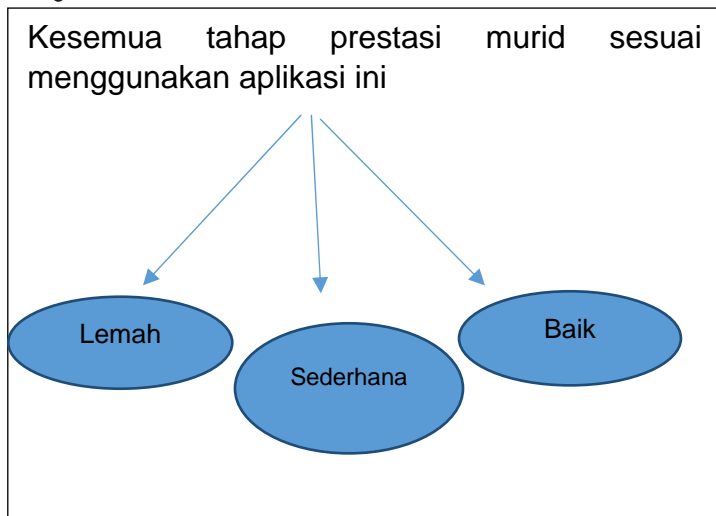 Kesemua tahap prestasi murid sesuai
menggunakan aplikasi ini
Lemah
Sederhana
Baik